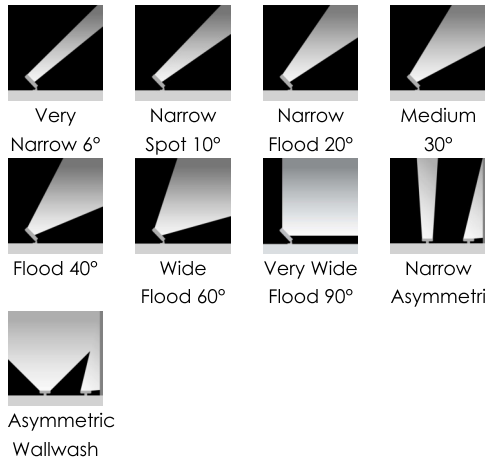 Very
Narrow 6°
Narrow
Spot 10°
Narrow
Flood 20°
Medium
30°
Flood 40°
Wide
Flood 60°
Very Wide
Flood 90°
Narrow
Asymmetri
Asymmetric
Wallwash